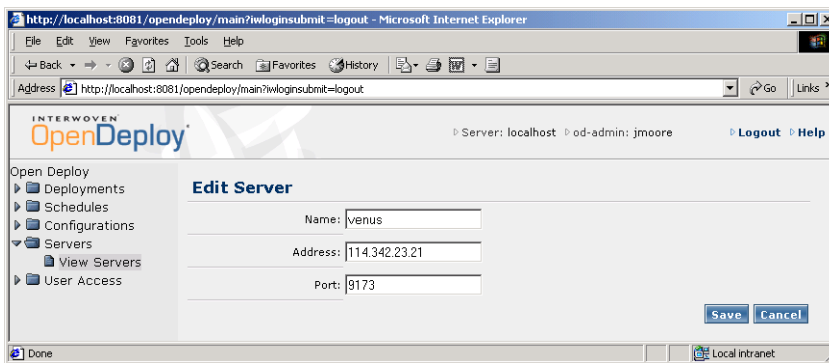 http://localhost:8081/opendeploy/main?iwloginsubmit=logout - Microsoft Internet Explorer
File Edit View Favorites Tools Help
Back Search Favorites History
Address http://localhost:8081/opendeploy/main?iwloginsubmit=logout Go Links
INTERWOVEN
OpenDeploy
Server: localhost od-admin: jmoore Logout Help
Open Deploy
Deployments
Schedules
Configurations
Servers
View Servers
User Access
Edit Server
Name: venus
Address: 114.342.23.21
Port: 9173
Save Cancel
Done Local intranet